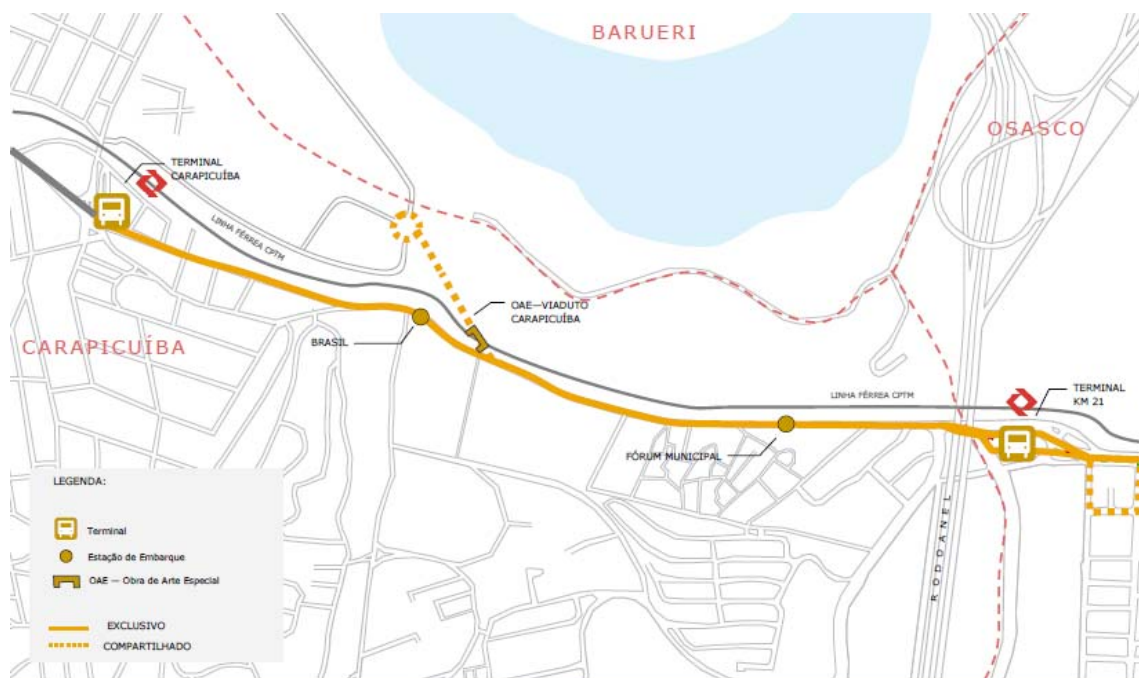 BARUERI
OSASCO
TERMINAL
CARAPICUÍBA
LINHA FÉRREA CPTM
OAE—VIADUTO
CARAPICUÍBA
BRASIL
CARAPICUÍBA
LINHA FÉRREA CPTM
TERMINAL
KM 21
FÓRUM MUNICIPAL
RODOANEL
LEGENDA:
Terminal
Estação de Embarque
OAE — Obra de Arte Especial
EXCLUSIVO
COMPARTILHADO